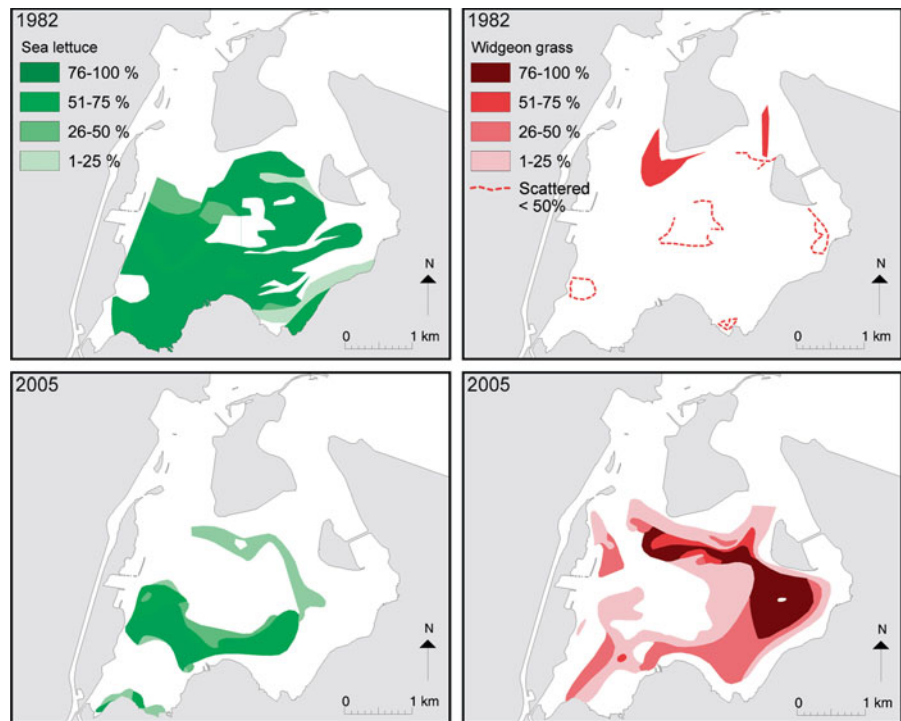 1982
Sea lettuce
76-100 %
51-75 %
26-50 %
1-25 %
N
0 1 km
1982
Widgeon grass
76-100 %
51-75 %
26-50 %
1-25 %
Scattered
< 50%
N
0 1 km
2005
N
0 1 km
2005
N
0 1 km